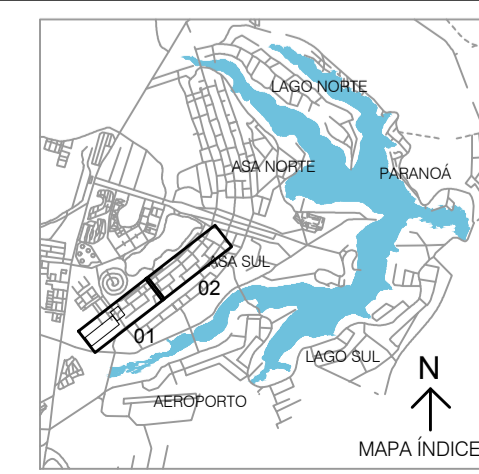 LAGO NORTE
ASA NORTE
PARANOÁ
ASA SUL
02
01
LAGO SUL
N
AEROPORTO
MAPA ÍNDICE